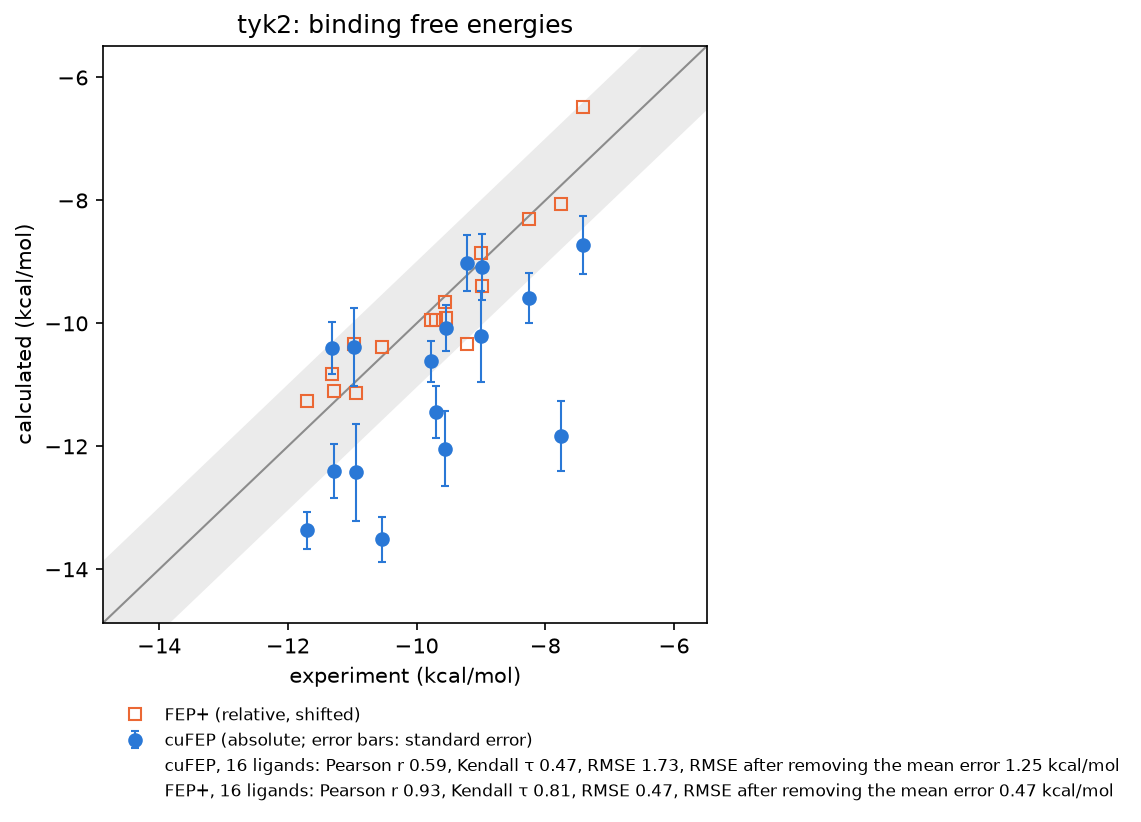 tyk2: binding free energies
calculated (kcal/mol)
−6
−8
−10
−12
−14
−14
−12
−10
−8
−6
experiment (kcal/mol)
FEP+ (relative, shifted)
cuFEP (absolute; error bars: standard error)
cuFEP, 16 ligands: Pearson r 0.59, Kendall τ 0.47, RMSE 1.73, RMSE after removing the mean error 1.25 kcal/mol
FEP+, 16 ligands: Pearson r 0.93, Kendall τ 0.81, RMSE 0.47, RMSE after removing the mean error 0.47 kcal/mol